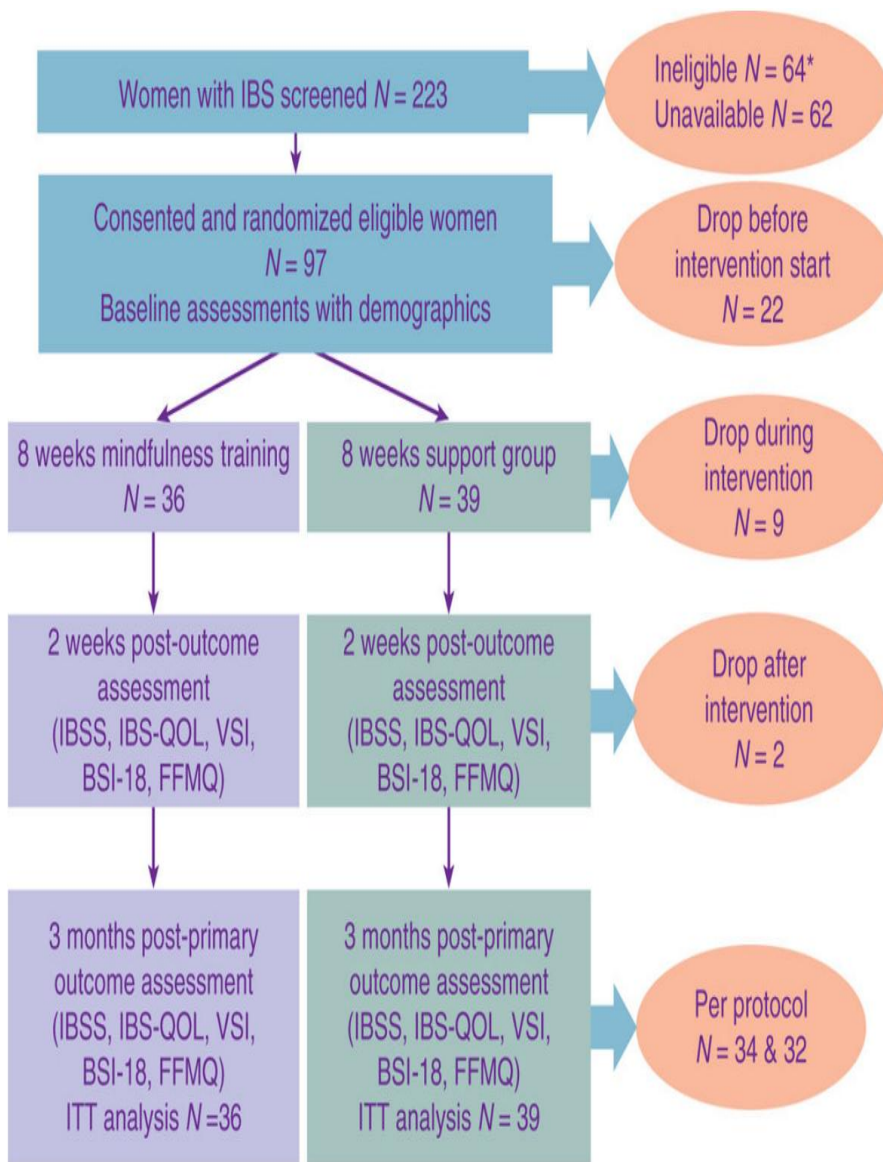 Women with IBS screened N = 223
Ineligible N = 64*
Unavailable N = 62
Consented and randomized eligible women
N = 97
Baseline assessments with demographics
Drop before
intervention start
N = 22
8 weeks mindfulness training
N = 36
8 weeks support group
N = 39
Drop during
intervention
N = 9
2 weeks post-outcome
assessment
(IBSS, IBS-QOL, VSI,
BSI-18, FFMQ)
2 weeks post-outcome
assessment
(IBSS, IBS-QOL, VSI,
BSI-18, FFMQ)
Drop after
intervention
N = 2
3 months post-primary
outcome assessment
(IBSS, IBS-QOL, VSI,
BSI-18, FFMQ)
ITT analysis N =36
3 months post-primary
outcome assessment
(IBSS, IBS-QOL, VSI,
BSI-18, FFMQ)
ITT analysis N = 39
Per protocol
N = 34 & 32